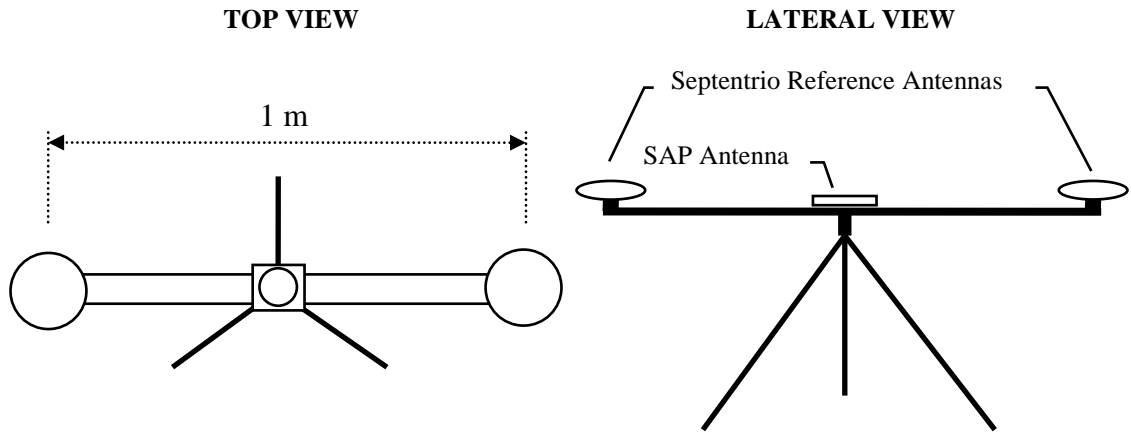 TOP VIEW
LATERAL VIEW
Septentrio Reference Antennas
1 m
SAP Antenna